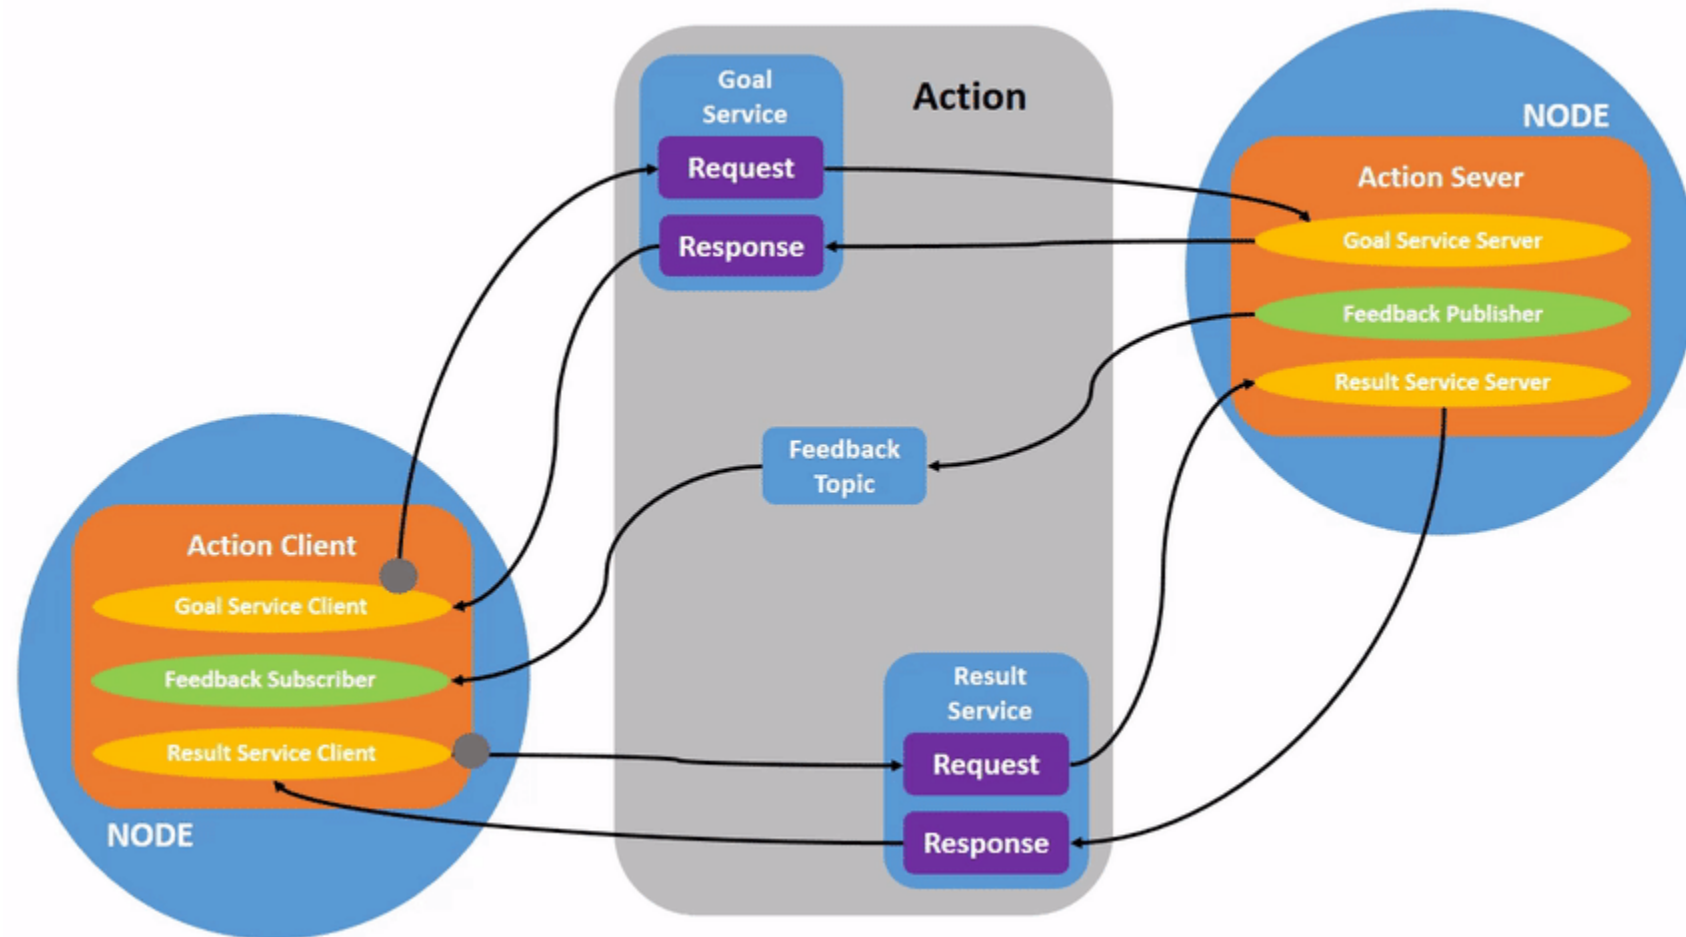 Goal
Service
Request
Response
Action
NODE
Action Sever
Goal Service Server
Feedback Publisher
Result Service Server
Feedback
Topic
Action Client
Goal Service Client
Feedback Subscriber
Result Service Client
NODE
Result
Service
Request
Response